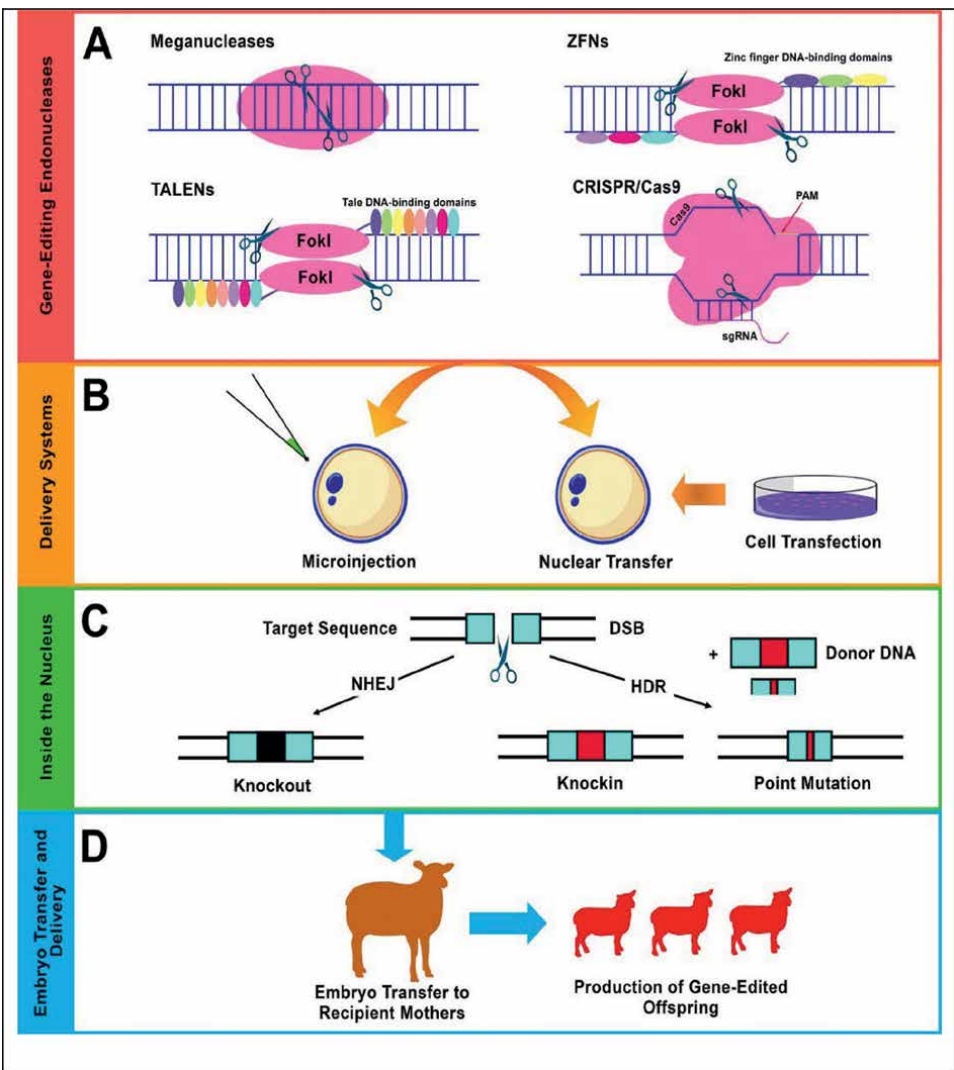 Gene-Editing Endonucleases
A
Meganucleases
ZFNs
Zinc finger DNA-binding domains
FokI
FokI
TALENs
Tale DNA-binding domains
FokI
FokI
CRISPR/Cas9
Cas9
PAM
sgRNA
Delivery Systems
B
Microinjection
Nuclear Transfer
Cell Transfection
Inside the Nucleus
C
Target Sequence
DSB
+
Donor DNA
NHEJ
HDR
Knockout
Knockin
Point Mutation
Embryo Transfer and
Delivery
D
Embryo Transfer to
Recipient Mothers
Production of Gene-Edited
Offspring